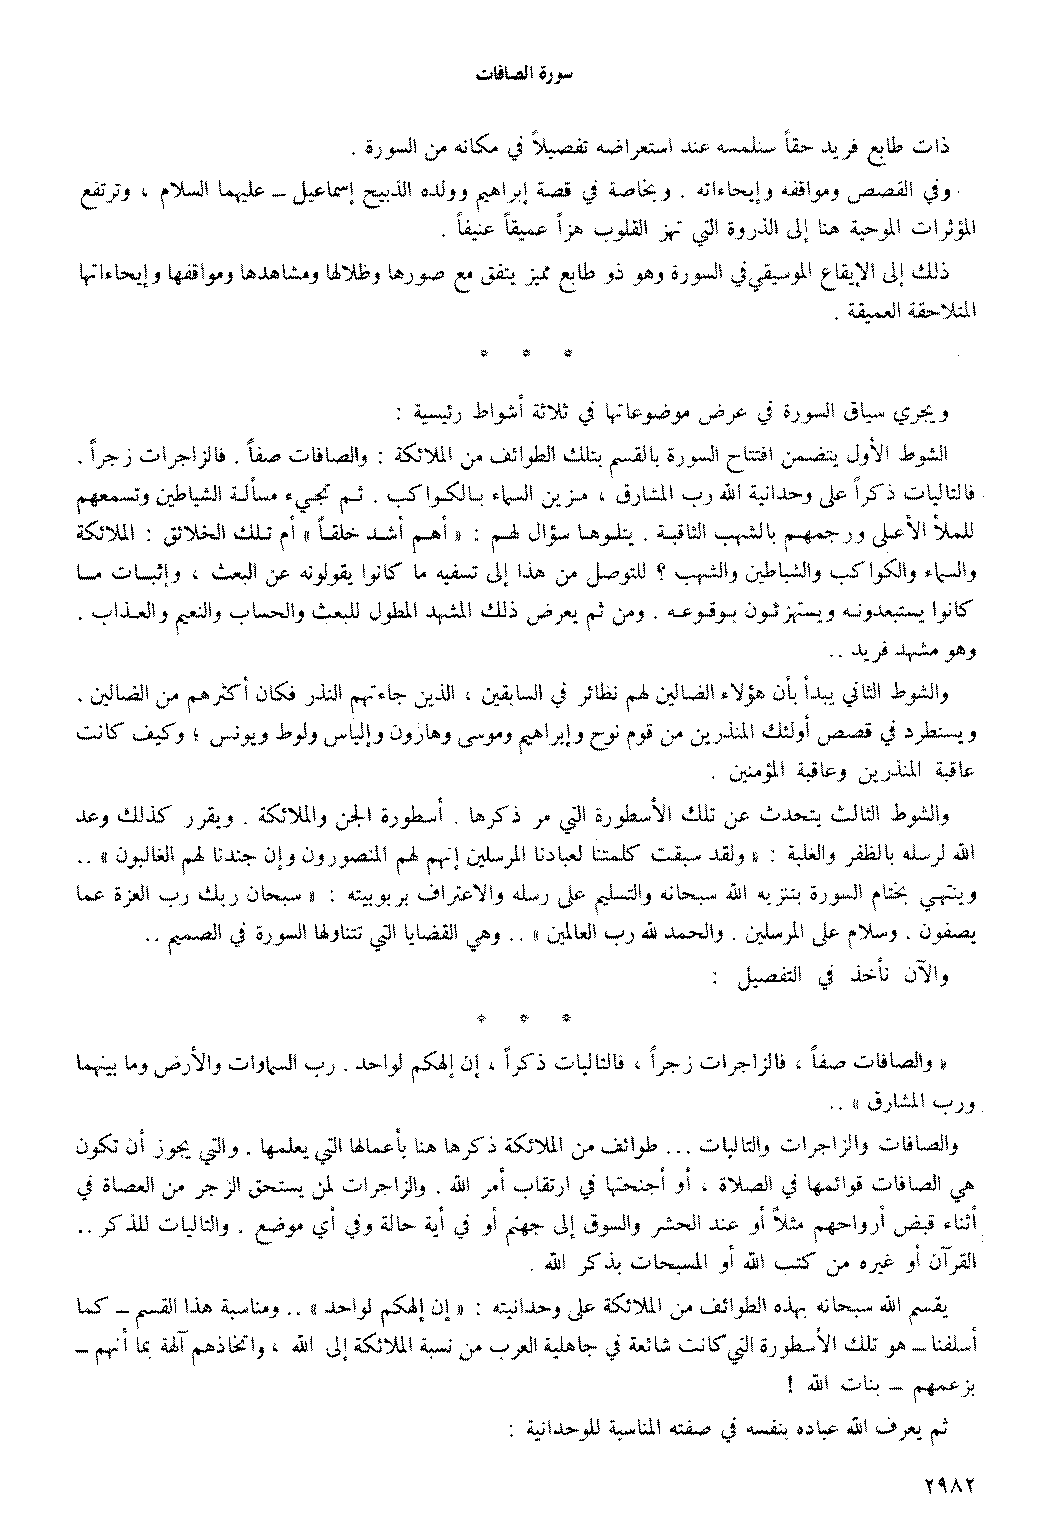 سورة الصافات
ذات طابع فريد حقاً سنلمسه عند استعراضه تفصيلاً في مكانه من السورة .
وفي القصص ومواقفه وإيحاءاته . وبخاصة في قصة إبراهيم وولده الذبيح إسماعيل – عليهما السلام ، وترتفع
المؤثرات الموحية هنا إلى الذروة التي تهز القلوب هزاً عميقاً عنيفاً .
ذلك إلى الإيقاع الموسيقي في السورة وهو ذو طابع مميز يتفق مع صورها وظلالها ومشاهدها ومواقفها وإيحاءاتها
المتلاحقة العميقة .
* * *
ويجري سياق السورة في عرض موضوعاتها في ثلاثة أشواط رئيسية :
الشوط الأول يتضمن افتتاح السورة بالقسم بتلك الطوائف من الملائكة : والصافات صفاً . فالزاجرات زجراً .
فالتاليات ذكراً على وحدانية الله رب المشارق ، مزين السماء بالكواكب . ثم تجيء مسألة الشياطين وتسمعهم
للملأ الأعلى ورجمهم بالشهب الثاقبة . يتلوها سؤال لهم : « أهم أشد خلقاً » أم تلك الخلائق : الملائكة
والسماء والكواكب والشياطين والشهب ؟ للتوصل من هذا إلى تسفيه ما كانوا يقولونه عن البعث ، وإثبات ما
كانوا يستبعدونه ويستهزئون بوقوعه . ومن ثم يعرض ذلك المشهد المطول للبعث والحساب والنعيم والعذاب .
وهو مشهد فريد ..
والشوط الثاني يبدأ بأن هؤلاء الضالين لهم نظائر في السابقين ، الذين جاءتهم النذر فكان أكثرهم من الضالين .
ويستطرد في قصص أولئك المنذرين من قوم نوح وإبراهيم وموسى وهارون وإلياس ولوط ويونس ؛ وكيف كانت
عاقبة المنذرين وعاقبة المؤمنين .
والشوط الثالث يتحدث عن تلك الأسطورة التي مر ذكرها . أسطورة الجن والملائكة . ويقرر كذلك وعد
الله لرسله بالظفر والغلبة : « ولقد سبقت كلمتنا لعبادنا المرسلين إنهم لهم المنصورون وإن جندنا لهم الغالبون » ..
وينتهي بختام السورة بتنزيه الله سبحانه والتسليم على رسله والاعتراف بربوبيته : « سبحان ربك رب العزة عما
يصفون . وسلام على المرسلين . والحمد لله رب العالمين » .. وهي القضايا التي تتناولها السورة في الصميم ..
والآن نأخذ في التفصيل :
* * *
« والصافات صفاً ، فالزاجرات زجراً ، فالتاليات ذكراً ، إن إلهكم لواحد . رب السماوات والأرض وما بينهما
ورب المشارق » ..
والصافات والزاجرات والتاليات ... طوائف من الملائكة ذكرها هنا بأعمالها التي يعلمها . والتي يجوز أن تكون
هي الصافات قوائمها في الصلاة ، أو أجنحتها في ارتقاب أمر الله . والزاجرات لمن يستحق الزجر من العصاة في
أثناء قبض أرواحهم مثلاً أو عند الحشر والسوق إلى جهنم أو في أية حالة وفي أي موضع . والتاليات للذكر ..
القرآن أو غيره من كتب الله أو المسبحات بذكر الله .
يقسم الله سبحانه بهذه الطوائف من الملائكة على وحدانيته : « إن إلهكم لواحد » .. ومناسبة هذا القسم – كما
أسلفنا – هو تلك الأسطورة التي كانت شائعة في جاهلية العرب من نسبة الملائكة إلى الله ، واتخاذهم آلهة بما أنهم –
بزعمهم – بنات الله !
ثم يعرف الله عباده بنفسه في صفته المناسبة للوحدانية :
٢٩٨٢